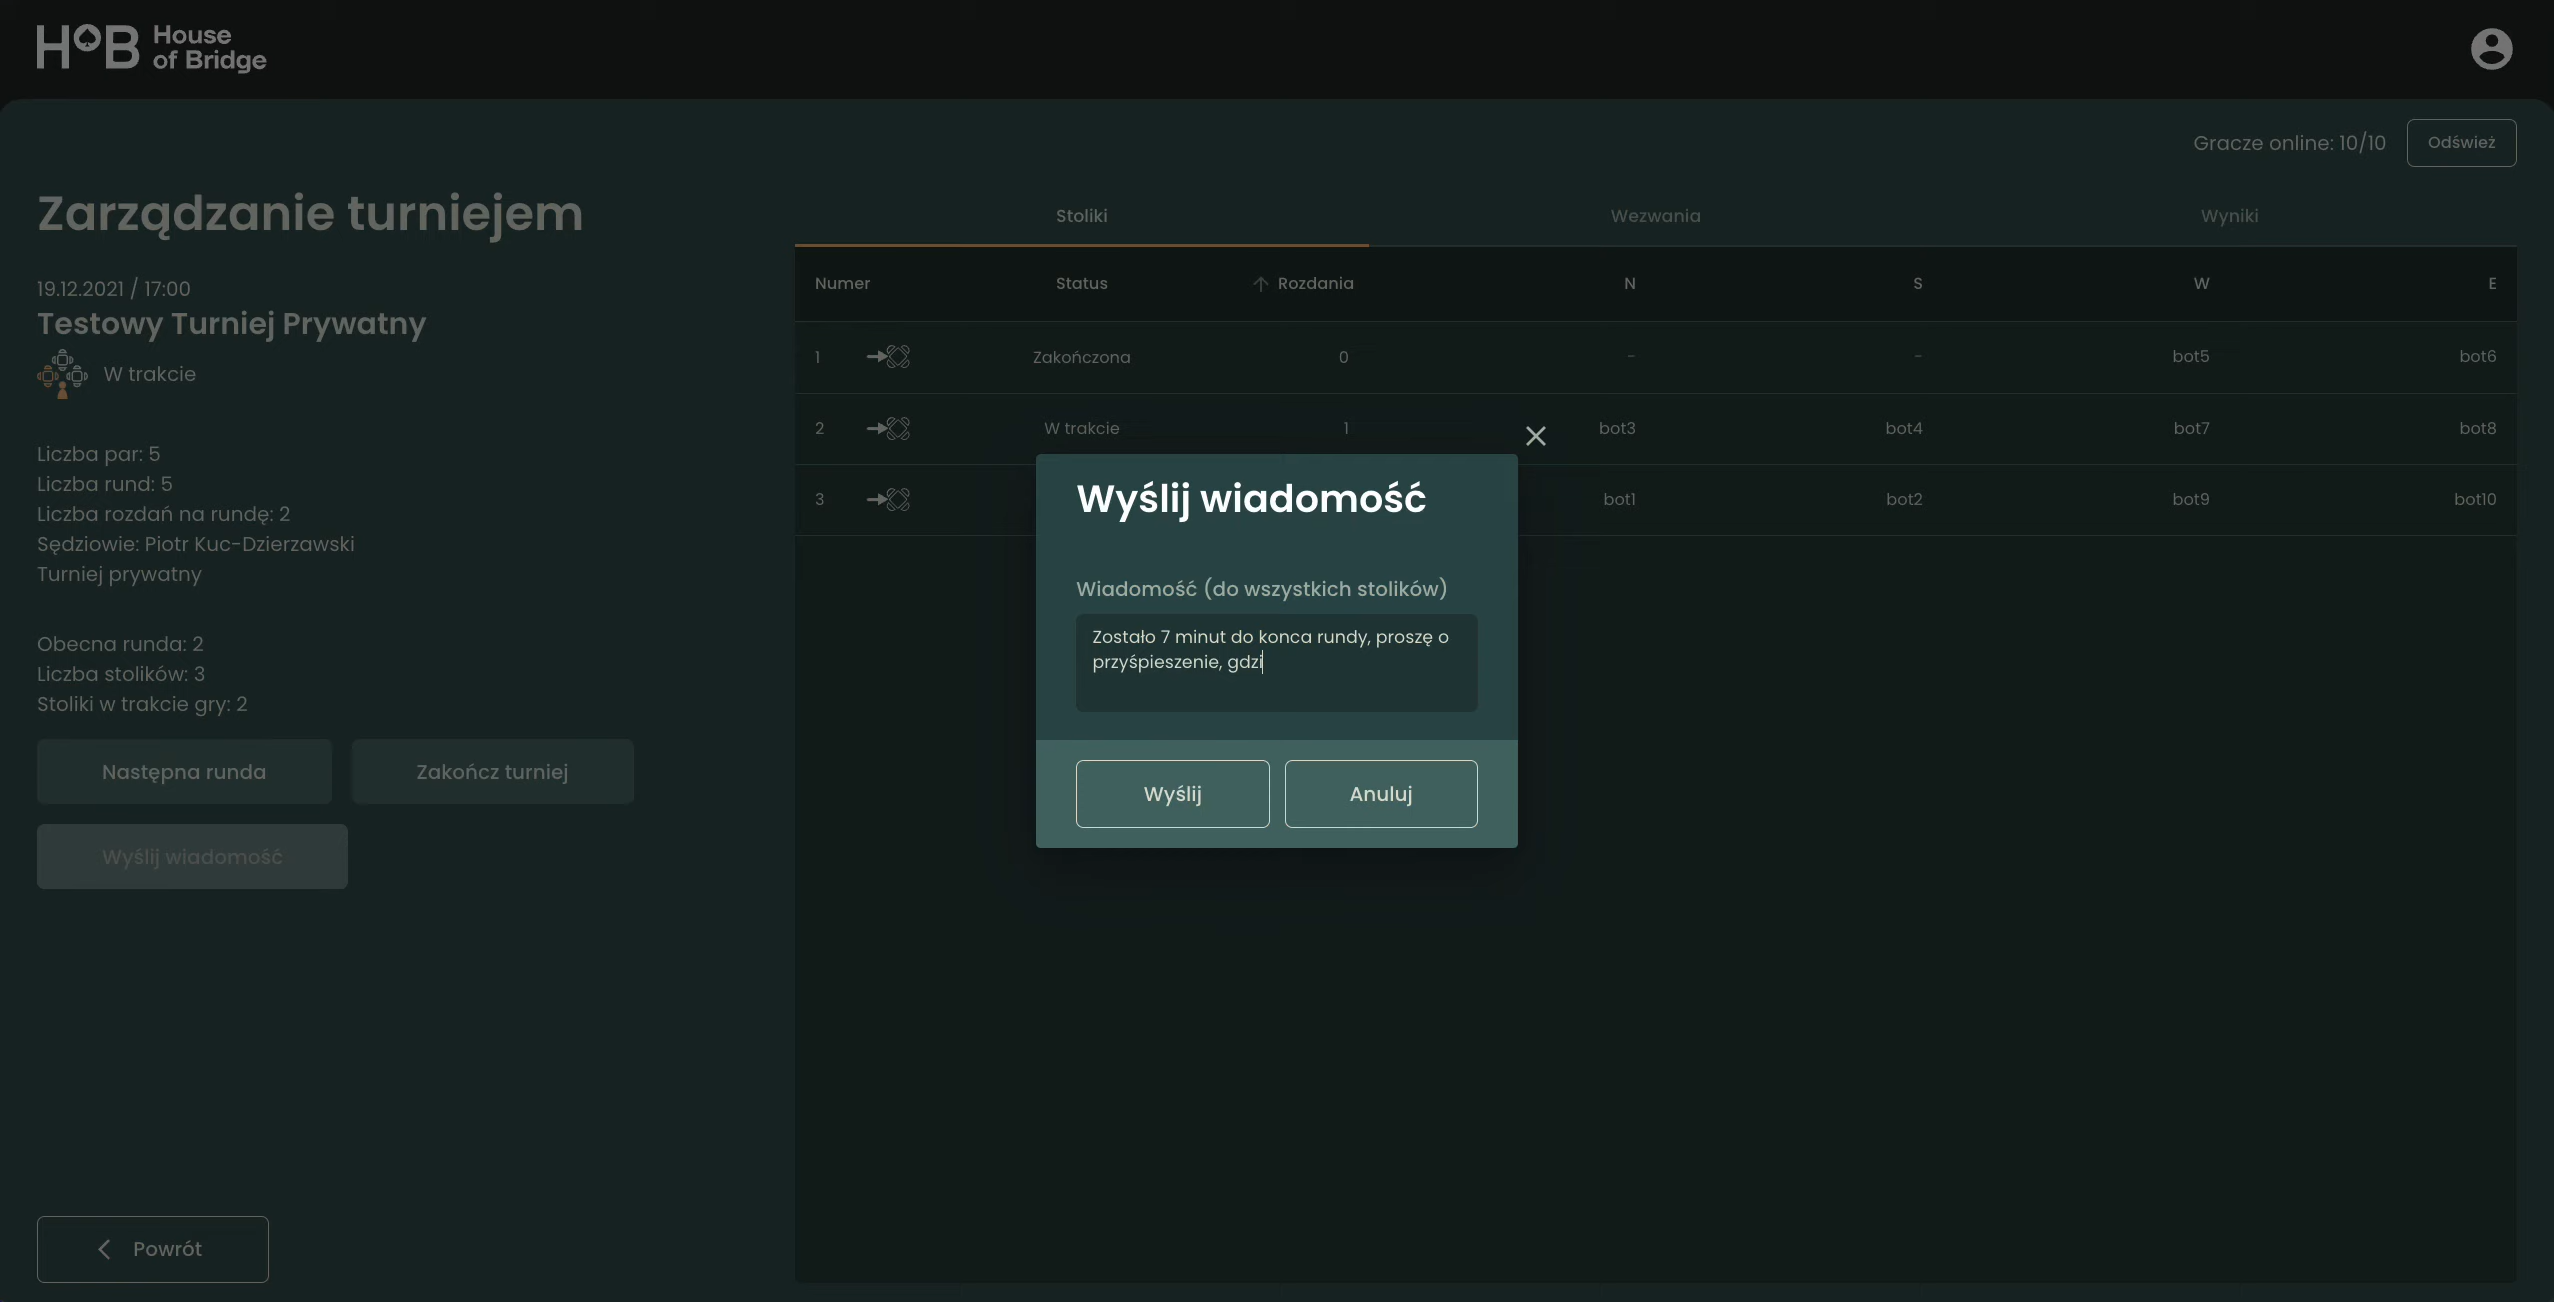 HOB House
of Bridge
Gracze online: 10/10 Odśwież
Zarządzanie turniejem
Stoliki Wezwania Wyniki
19.12.2021 / 17:00
Testowy Turniej Prywatny
W trakcie
Liczba par: 5
Liczba rund: 5
Liczba rozdań na rundę: 2
Sędziowie: Piotr Kuc-Dzierzawski
Turniej prywatny
Obecna runda: 2
Liczba stolików: 3
Stoliki w trakcie gry: 2
Następna runda Zakończ turniej
Wyślij wiadomość
Powrót
Numer Status Rozdania N S W E
1 Zakończona 0 - - bot5 bot6
2 W trakcie 1 bot3 bot4 bot7 bot8
3 bot1 bot2 bot9 bot10
Wyślij wiadomość
Wiadomość (do wszystkich stolików)
Zostało 7 minut do konca rundy, proszę o
przyśpieszenie, gdzi
Wyślij Anuluj